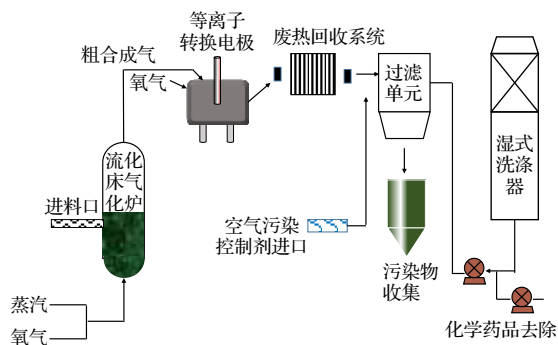 等离子
转换电极
废热回收系统
粗合成气
氧气
过滤
单元
湿式
洗涤
器
流化
床气
化炉
进料口
空气污染
控制剂进口
污染物
收集
蒸汽
氧气
化学药品去除